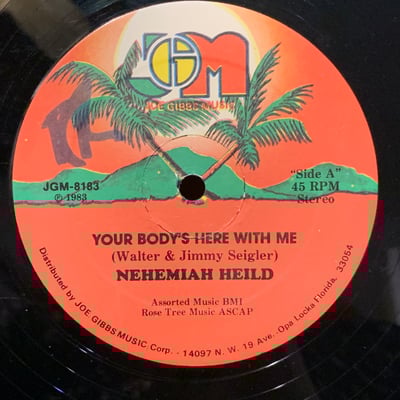 JGM
JOE GIBBS MUSIC
JGM-8183
℗ 1983
"Side A"
45 RPM
Stereo
YOUR BODY'S HERE WITH ME
(Walter & Jimmy Seigler)
NEHEMIAH HEILD
Assorted Music BMI
Rose Tree Music ASCAP
Distributed by JOE GIBBS MUSIC Corp. - 14097 N. W. 19 Ave., Opa Locka Florida, 33054